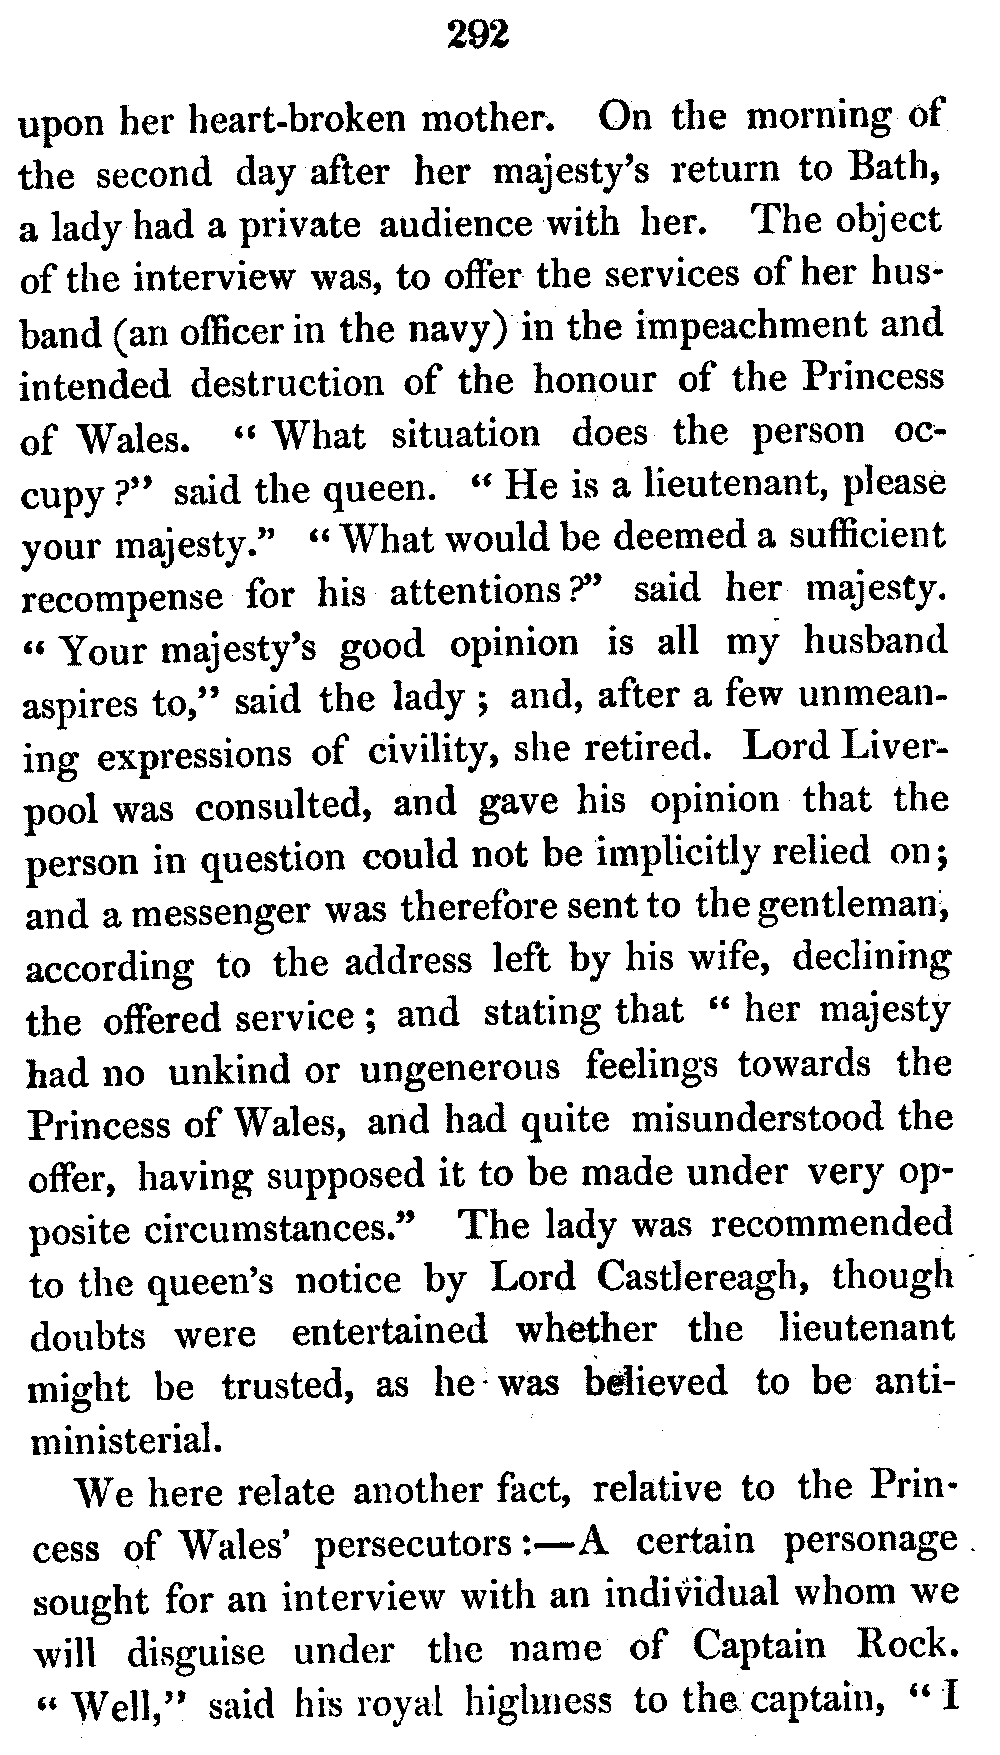 292
upon her heart-broken mother. On the morning of
the second day after her majesty's return to Bath,
a lady had a private audience with her. The object
of the interview was, to offer the services of her hus-
band (an officer in the navy) in the impeachment and
intended destruction of the honour of the Princess
of Wales. “ What situation does the person oc-
cupy ?” said the queen. “ He is a lieutenant, please
your majesty.” “ What would be deemed a sufficient
recompense for his attentions ?” said her majesty.
“ Your majesty's good opinion is all my husband
aspires to,” said the lady ; and, after a few unmean-
ing expressions of civility, she retired. Lord Liver-
pool was consulted, and gave his opinion that the
person in question could not be implicitly relied on ;
and a messenger was therefore sent to the gentleman,
according to the address left by his wife, declining
the offered service ; and stating that “ her majesty
had no unkind or ungenerous feelings towards the
Princess of Wales, and had quite misunderstood the
offer, having supposed it to be made under very op-
posite circumstances.” The lady was recommended
to the queen's notice by Lord Castlereagh, though
doubts were entertained whether the lieutenant
might be trusted, as he was believed to be anti-
ministerial.
We here relate another fact, relative to the Prin-
cess of Wales' persecutors :—A certain personage
sought for an interview with an individual whom we
will disguise under the name of Captain Rock.
“ Well,” said his royal highness to the captain, “ I